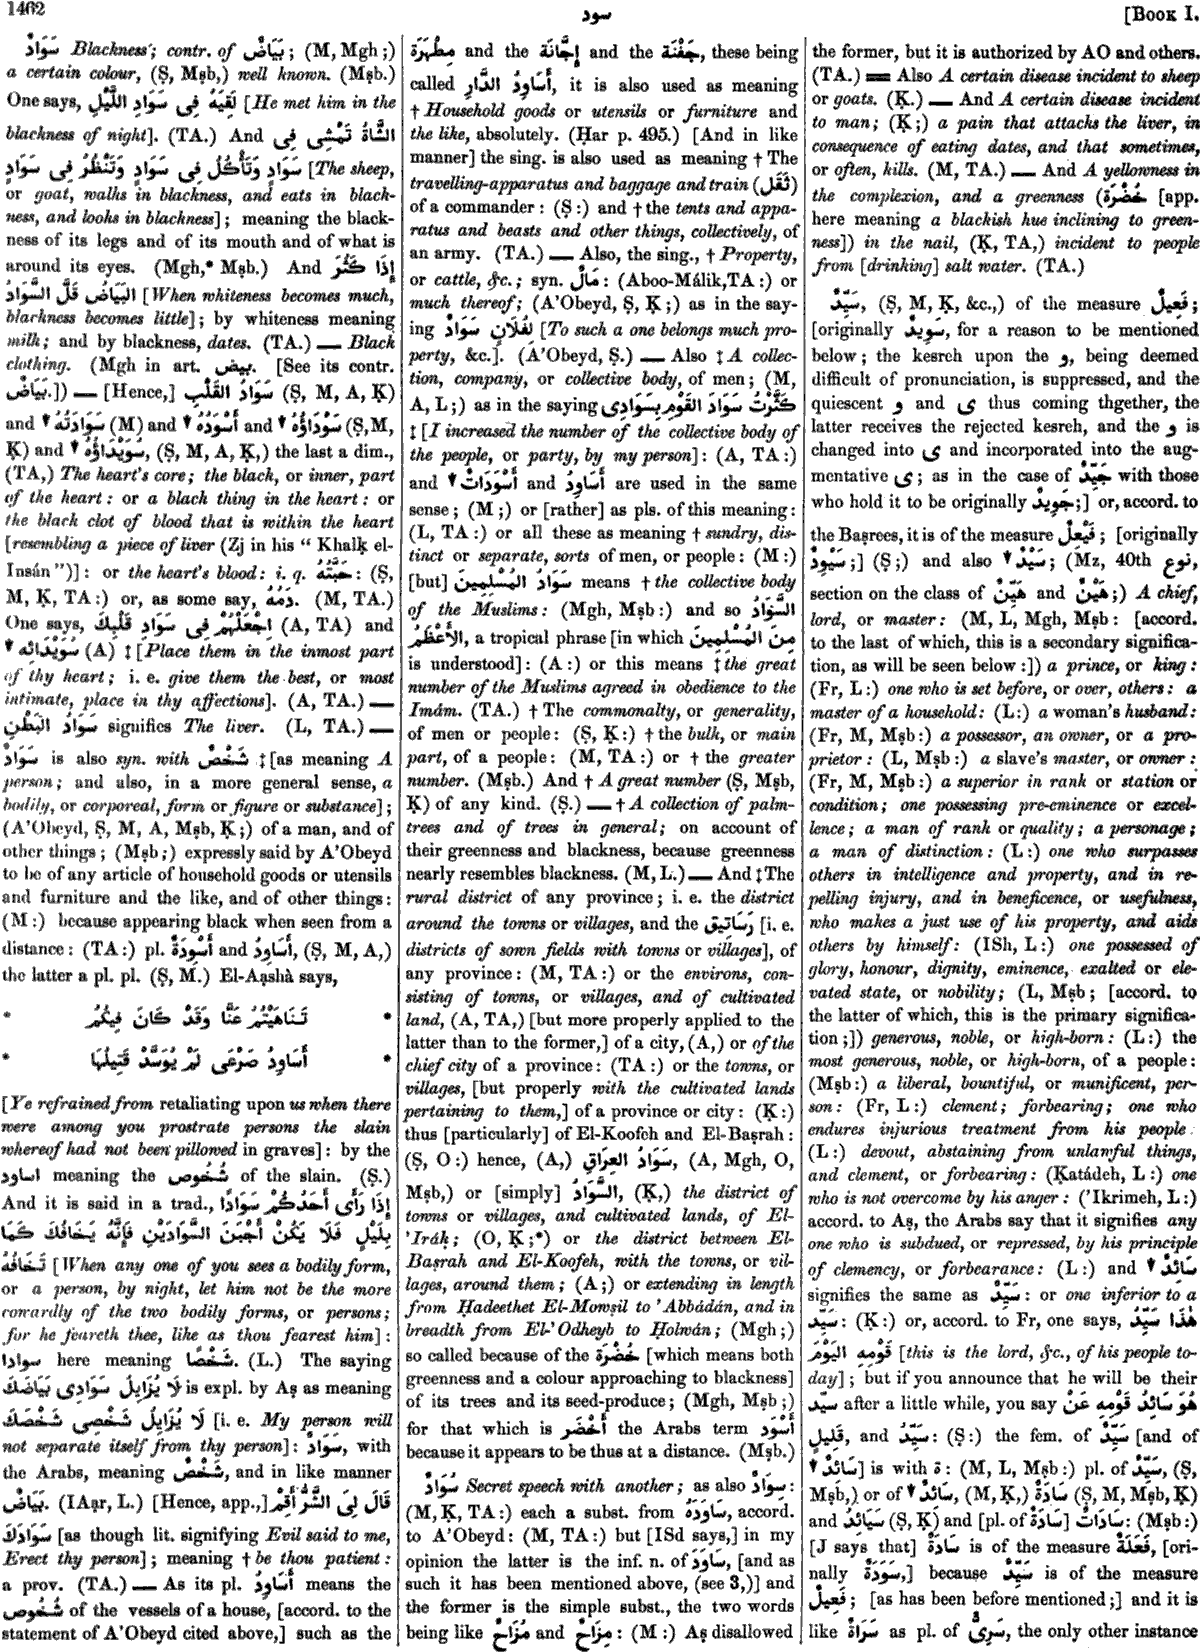 1462
سود
[BOOK I.
سَوَادٌ Blackness; contr. of بَيَاضٌ; (M, Mgh;)
a certain colour, (Ṣ, Mṣb,) well known. (Mṣb.)
One says, لَقِيَهُ فِى سَوَادِ اللَّيْلِ [He met him in the
blackness of night]. (TA.) And الشَّاةُ تَمْشِى فِى
سَوَادٍ وَتَأْكُلُ فِى سَوَادٍ وَتَنْظُرُ فِى سَوَادٍ [The sheep,
or goat, walks in blackness, and eats in black-
ness, and looks in blackness]; meaning the black-
ness of its legs and of its mouth and of what is
around its eyes. (Mgh,* Mṣb.) And إِذَا كَثُرَ
البَيَاضُ قَلَّ السَّوَادُ [When whiteness becomes much,
blackness becomes little]; by whiteness meaning
milk; and by blackness, dates. (TA.) — Black
clothing. (Mgh in art. بيض. [See its contr.
بَيَاضٌ.]) — [Hence,] سَوَادُ القَلْبِ (Ṣ, M, A, Ḳ)
and ▼ سَوَادَتُهُ (M) and ▼ أَسْوَدُهُ and ▼ سَوْدَاؤُهُ (Ṣ, M,
Ḳ) and ▼ سُوَيْدَاؤُهُ, (Ṣ, M, A, Ḳ,) the last a dim.,
(TA,) The heart's core; the black, or inner, part
of the heart: or a black thing in the heart: or
the black clot of blood that is within the heart
[resembling a piece of liver (Zj in his “ Khalḳ el-
Insán ”)]: or the heart's blood: i. q. حَبَّتُهُ: (Ṣ,
M, Ḳ, TA:) or, as some say, دَمُهُ. (M, TA.)
One says, اِجْعَلْهُمْ فِى سَوَادِ قَلْبِكَ (A, TA) and
▼ سُوَيْدَائِهِ (A) ‡ [Place them in the inmost part
of thy heart; i. e. give them the best, or most
intimate, place in thy affections]. (A, TA.) —
سَوَادُ البَطْنِ signifies The liver. (L, TA.) —
سَوَادٌ is also syn. with شَخْصٌ ‡ [as meaning A
person; and also, in a more general sense, a
bodily, or corporeal, form or figure or substance];
(A'Obeyd, Ṣ, M, A, Mṣb, Ḳ;) of a man, and of
other things; (Mṣb;) expressly said by A'Obeyd
to be of any article of household goods or utensils
and furniture and the like, and of other things:
(M:) because appearing black when seen from a
distance: (TA:) pl. أَسْوِدَةٌ and أَسَاوِدُ, (Ṣ, M, A,)
the latter a pl. pl. (Ṣ, M.) El-Aạshà says,
* تَنَاهَيْتُمُ عَنَّا وَقَدْ كَانَ فِيكُمُ *
* أَسَاوِدُ صَرْعَى لَمْ يُوَسَّدْ قَتِيلُهَا *
[Ye refrained from retaliating upon us when there
were among you prostrate persons the slain
whereof had not been pillowed in graves]: by the
اساود meaning the شُخُوص of the slain. (Ṣ.)
And it is said in a trad., إِذَا رَأَى أَحَدُكُمْ سَوَادًا
بِلَيْلٍ فَلَا يَكُنْ أَجْبَنَ السَّوَادَيْنِ فَإِنَّهُ يَخَافُكَ كَمَا
تَخَافُهُ [When any one of you sees a bodily form,
or a person, by night, let him not be the more
cowardly of the two bodily forms, or persons;
for he feareth thee, like as thou fearest him]:
سوادا here meaning شَخْصًا. (L.) The saying
لَا يُزَايِلُ سَوَادِى بَيَاضَكَ is expl. by Aṣ as meaning
لَا يُزَايِلُ شَخْصِى شَخْصَكَ [i. e. My person will
not separate itself from thy person]: سَوَادٌ, with
the Arabs, meaning شَخْصٌ, and in like manner
بَيَاضٌ. (IAạr, L.) [Hence, app.,] قَالَ لِى الشَّرُّ أَقِمْ
سَوَادَكَ [as though lit. signifying Evil said to me,
Erect thy person]; meaning † be thou patient:
a prov. (TA.) — As its pl. أَسَاوِدُ means the
شُخُوص of the vessels of a house, [accord. to the
statement of A'Obeyd cited above,] such as the
مِطْهَرَة and the إِجَّانَة and the جَفْنَة, these being
called أَسَاوِدُ الدَّارِ, it is also used as meaning
† Household goods or utensils or furniture and
the like, absolutely. (Ḥar p. 495.) [And in like
manner] the sing. is also used as meaning † The
travelling-apparatus and baggage and train (ثَقَل)
of a commander: (Ṣ:) and † the tents and appa-
ratus and beasts and other things, collectively, of
an army. (TA.) — Also, the sing., † Property,
or cattle, &c.; syn. مَالٌ: (Aboo-Málik, TA:) or
much thereof; (A'Obeyd, Ṣ, Ḳ;) as in the say-
ing لِفُلَانٍ سَوَادٌ [To such a one belongs much pro-
perty, &c.]. (A'Obeyd, Ṣ.) — Also ‡ A collec-
tion, company, or collective body, of men; (M,
A, L;) as in the saying كَثَّرْتُ سَوَادَ القَوْمِ بِسَوَادِى
‡ [I increased the number of the collective body of
the people, or party, by my person]: (A, TA:)
and ▼ أَسْوَدَاتٌ and أَسَاوِدُ are used in the same
sense; (M;) or [rather] as pls. of this meaning:
(L, TA:) or all these as meaning † sundry, dis-
tinct or separate, sorts of men, or people: (M:)
[but] سَوَادُ المُسْلِمِينَ means † the collective body
of the Muslims: (Mgh, Mṣb:) and so السَّوَادُ
الأَعْظَمُ مِنَ المُسْلِمِينَ, a tropical phrase [in which
is understood]: (A:) or this means ‡ the great
number of the Muslims agreed in obedience to the
Imám. (TA.) † The commonalty, or generality,
of men or people: (Ṣ, Ḳ:) † the bulk, or main
part, of a people: (M, TA:) or † the greater
number. (Mṣb.) And † A great number (Ṣ, Mṣb,
Ḳ) of any kind. (Ṣ.) — † A collection of palm-
trees and of trees in general; on account of
their greenness and blackness, because greenness
nearly resembles blackness. (M, L.) — And ‡ The
rural district of any province; i. e. the district
around the towns or villages, and the رَسَاتِيق [i. e.
districts of sown fields with towns or villages], of
any province: (M, TA:) or the environs, con-
sisting of towns, or villages, and of cultivated
land, (A, TA,) [but more properly applied to the
latter than to the former,] of a city, (A,) or of the
chief city of a province: (TA:) or the towns, or
villages, [but properly with the cultivated lands
pertaining to them,] of a province or city: (Ḳ:)
thus [particularly] of El-Koofeh and El-Baṣrah:
(Ṣ, O:) hence, (A,) سَوَادُ العِرَاقِ, (A, Mgh, O,
Mṣb,) or [simply] السَّوَادُ, (Ḳ,) the district of
towns or villages, and cultivated lands, of El-
'Iráḳ; (O, Ḳ;*) or the district between El-
Baṣrah and El-Koofeh, with the towns, or vil-
lages, around them; (A;) or extending in length
from Ḥadeethet El-Mowṣil to 'Abbádán, and in
breadth from El-'Odheyb to Ḥolwán; (Mgh;)
so called because of the خُضْرَة [which means both
greenness and a colour approaching to blackness]
of its trees and its seed-produce; (Mgh, Mṣb;)
for that which is أَخْضَر the Arabs term أَسْوَد
because it appears to be thus at a distance. (Mṣb.)
سُوَادٌ Secret speech with another; as also سِوَادٌ:
(M, Ḳ, TA:) each a subst. from سَاوَدَهُ, accord.
to A'Obeyd: (M, TA:) but [ISd says,] in my
opinion the latter is the inf. n. of سَاوَدَ, [and as
such it has been mentioned above, (see 3,)] and
the former is the simple subst., the two words
being like مِزَاحٌ and مُزَاحٌ: (M:) Aṣ disallowed
the former, but it is authorized by AO and others.
(TA.) = Also A certain disease incident to sheep
or goats. (Ḳ.) — And A certain disease incident
to man; (Ḳ;) a pain that attacks the liver, in
consequence of eating dates, and that sometimes,
or often, kills. (M, TA.) — And A yellowness in
the complexion, and a greenness (خُضْرَة [app.
here meaning a blackish hue inclining to green-
ness]) in the nail, (Ḳ, TA,) incident to people
from [drinking] salt water. (TA.)
سَيِّدٌ, (Ṣ, M, Ḳ, &c.,) of the measure فَعِيلٌ;
[originally سَوِيدٌ, for a reason to be mentioned
below; the kesreh upon the و, being deemed
difficult of pronunciation, is suppressed, and the
quiescent و and ى thus coming thgether, the
latter receives the rejected kesreh, and the و is
changed into ى and incorporated into the aug-
mentative ى; as in the case of جَيِّدٌ with those
who hold it to be originally جَوِيدٌ;] or, accord. to
the Baṣrees, it is of the measure فَيْعِلٌ; [originally
سَيْوِدٌ;] (Ṣ;) and also ▼ سَيْدٌ; (Mz, 40th نوع,
section on the class of هَيِّنٌ and هَيْنٌ;) A chief,
lord, or master: (M, L, Mgh, Mṣb: [accord.
to the last of which, this is a secondary significa-
tion, as will be seen below:]) a prince, or king:
(Fr, L:) one who is set before, or over, others: a
master of a household: (L:) a woman's husband:
(Fr, M, Mṣb:) a possessor, an owner, or a pro-
prietor: (L, Mṣb:) a slave's master, or owner:
(Fr, M, Mṣb:) a superior in rank or station or
condition; one possessing pre-eminence or excel-
lence; a man of rank or quality; a personage;
a man of distinction: (L:) one who surpasses
others in intelligence and property, and in re-
pelling injury, and in beneficence, or usefulness,
who makes a just use of his property, and aids
others by himself: (ISh, L:) one possessed of
glory, honour, dignity, eminence, exalted or ele-
vated state, or nobility; (L, Mṣb; [accord. to
the latter of which, this is the primary significa-
tion;]) generous, noble, or high-born: (L:) the
most generous, noble, or high-born, of a people:
(Mṣb:) a liberal, bountiful, or munificent, per-
son: (Fr, L:) clement; forbearing; one who
endures injurious treatment from his people:
(L:) devout, abstaining from unlawful things,
and clement, or forbearing: (Ḳatádeh, L:) one
who is not overcome by his anger: ('Ikrimeh, L:)
accord. to Aṣ, the Arabs say that it signifies any
one who is subdued, or repressed, by his principle
of clemency, or forbearance: (L:) and ▼ سَائِدٌ
signifies the same as سَيِّدٌ: or one inferior to a
سَيِّد: (Ḳ:) or, accord. to Fr, one says, هٰذَا سَيِّدُ
قَوْمِهِ اليَوْمَ [this is the lord, &c., of his people to-
day]; but if you announce that he will be their
سَيِّد after a little while, you say هُوَ سَائِدُ قَوْمِهِ عَنْ
قَلِيلٍ, and سَيِّدُ: (Ṣ:) the fem. of سَيِّدٌ [and of
▼ سَائِدٌ] is with ة: (M, L, Mṣb:) pl. of سَيِّدٌ, (Ṣ,
Mṣb,) or of ▼ سَائِدٌ, (M, Ḳ,) سَادَةٌ (Ṣ, M, Mṣb, Ḳ)
and سَيَائِدُ (Ṣ, Ḳ) and [pl. of سَادَةٌ] سَادَاتٌ: (Mṣb:)
[J says that] سَادَةٌ is of the measure فَعَلَةٌ, [ori-
ginally سَوَدَةٌ,] because سَيِّدٌ is of the measure
فَعِيلٌ; [as has been before mentioned;] and it is
like سَرَاةٌ as pl. of سَرِىٌّ, the only other instance